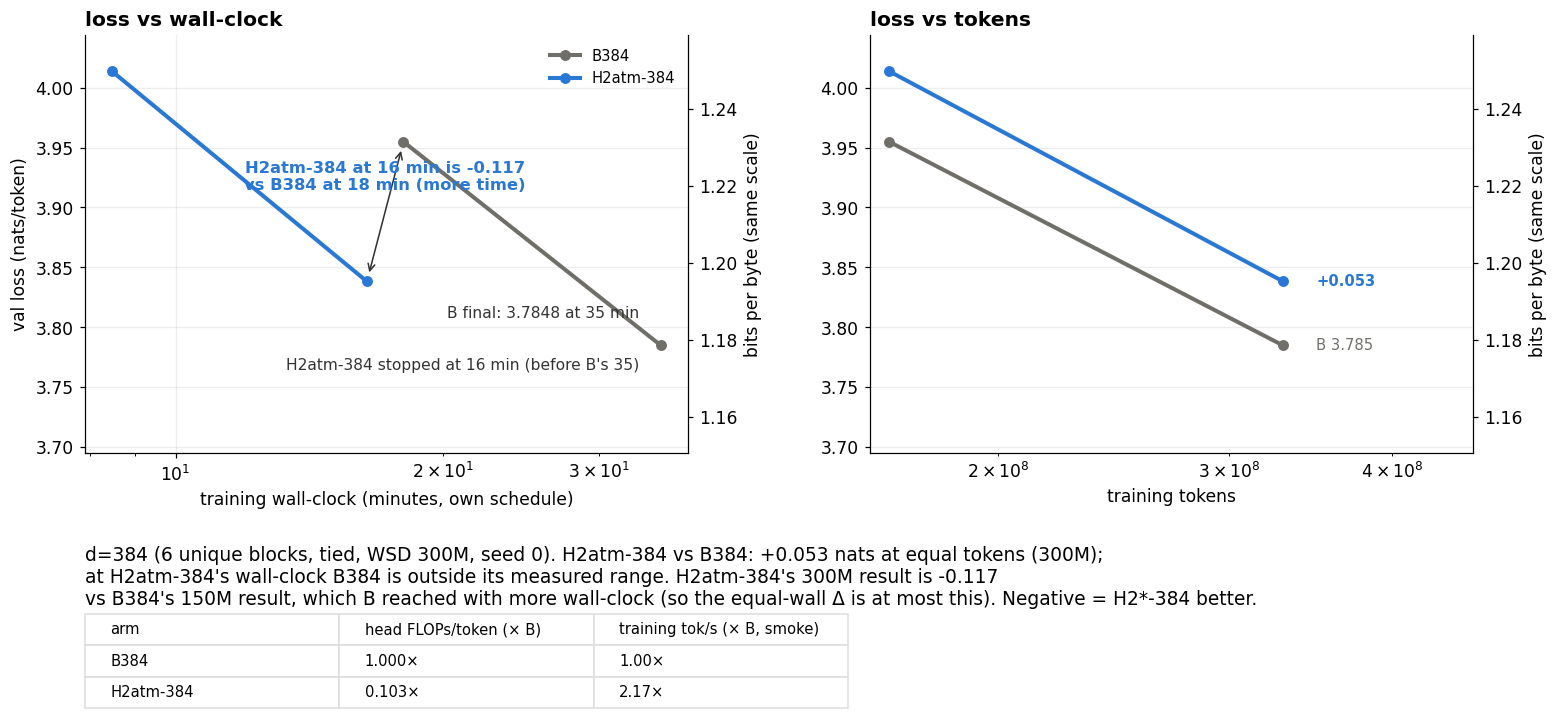 loss vs wall-clock
B384
H2atm-384
4.00
3.95
3.90
3.85
3.80
3.75
3.70
val loss (nats/token)
H2atm-384 at 16 min is -0.117
vs B384 at 18 min (more time)
B final: 3.7848 at 35 min
H2atm-384 stopped at 16 min (before B's 35)
1.24
1.22
1.20
1.18
1.16
bits per byte (same scale)
10¹
2 × 10¹
3 × 10¹
training wall-clock (minutes, own schedule)
loss vs tokens
4.00
3.95
3.90
3.85
3.80
3.75
3.70
+0.053
B 3.785
1.24
1.22
1.20
1.18
1.16
bits per byte (same scale)
2 × 10⁸
3 × 10⁸
4 × 10⁸
training tokens
d=384 (6 unique blocks, tied, WSD 300M, seed 0). H2atm-384 vs B384: +0.053 nats at equal tokens (300M);
at H2atm-384's wall-clock B384 is outside its measured range. H2atm-384's 300M result is -0.117
vs B384's 150M result, which B reached with more wall-clock (so the equal-wall Δ is at most this). Negative = H2*-384 better.
arm head FLOPs/token (× B) training tok/s (× B, smoke)
B384 1.000× 1.00×
H2atm-384 0.103× 2.17×